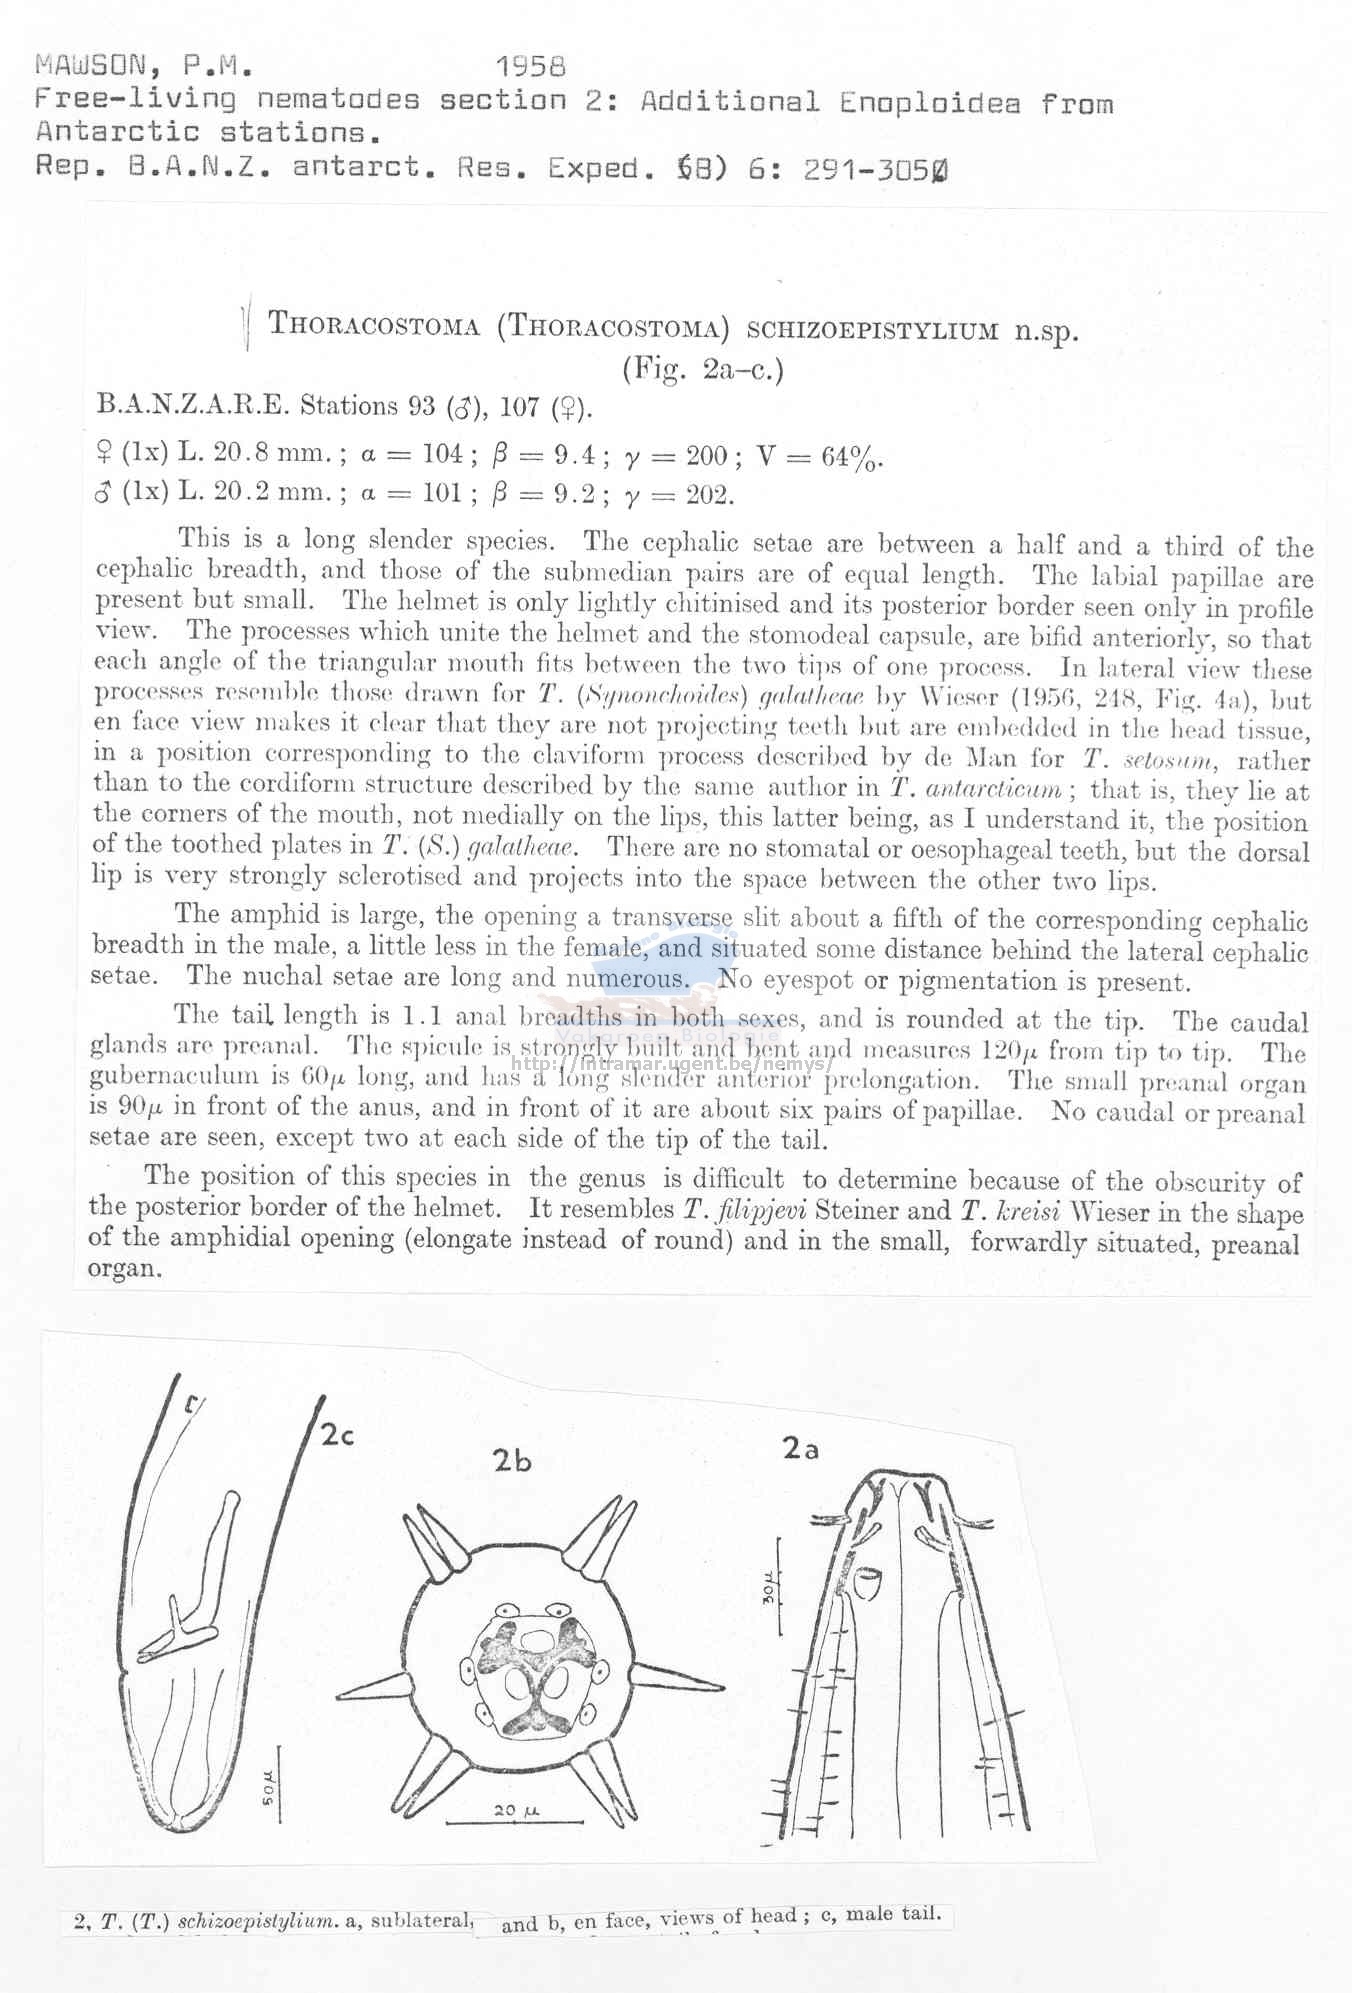 MAWSON, P.M. 1958
Free-living nematodes section 2: Additional Enoploidea from
Antarctic stations.
Rep. B.A.N.Z. antarct. Res. Exped. (8) 6: 291-305
THORACOSTOMA (THORACOSTOMA) SCHIZOEPISTYLIUM n.sp.
(Fig. 2a–c.)
B.A.N.Z.A.R.E. Stations 93 (♂), 107 (♀).
♀ (1x) L. 20.8 mm. ; α = 104 ; β = 9.4 ; γ = 200 ; V = 64%.
♂ (1x) L. 20.2 mm. ; α = 101 ; β = 9.2 ; γ = 202.
This is a long slender species. The cephalic setae are between a half and a third of the
cephalic breadth, and those of the submedian pairs are of equal length. The labial papillae are
present but small. The helmet is only lightly chitinised and its posterior border seen only in profile
view. The processes which unite the helmet and the stomodeal capsule, are bifid anteriorly, so that
each angle of the triangular mouth fits between the two tips of one process. In lateral view these
processes resemble those drawn for T. (Synonchoides) galatheae by Wieser (1956, 248, Fig. 4a), but
en face view makes it clear that they are not projecting teeth but are embedded in the head tissue,
in a position corresponding to the claviform process described by de Man for T. setosum, rather
than to the cordiform structure described by the same author in T. antarcticum ; that is, they lie at
the corners of the mouth, not medially on the lips, this latter being, as I understand it, the position
of the toothed plates in T. (S.) galatheae. There are no stomatal or oesophageal teeth, but the dorsal
lip is very strongly sclerotised and projects into the space between the other two lips.
The amphid is large, the opening a transverse slit about a fifth of the corresponding cephalic
breadth in the male, a little less in the female, and situated some distance behind the lateral cephalic
setae. The nuchal setae are long and numerous. No eyespot or pigmentation is present.
The tail length is 1.1 anal breadths in both sexes, and is rounded at the tip. The caudal
glands are preanal. The spicule is strongly built and bent and measures 120μ from tip to tip. The
http://intramar.ugent.be/nemys/
gubernaculum is 60μ long, and has a long slender anterior prolongation. The small preanal organ
is 90μ in front of the anus, and in front of it are about six pairs of papillae. No caudal or preanal
setae are seen, except two at each side of the tip of the tail.
The position of this species in the genus is difficult to determine because of the obscurity of
the posterior border of the helmet. It resembles T. filipjevi Steiner and T. kreisi Wieser in the shape
of the amphidial opening (elongate instead of round) and in the small, forwardly situated, preanal
organ.
2c
2b
2a
30μ
50μ
20 μ
2, T. (T.) schizoepistylium. a, sublateral, and b, en face, views of head ; c, male tail.